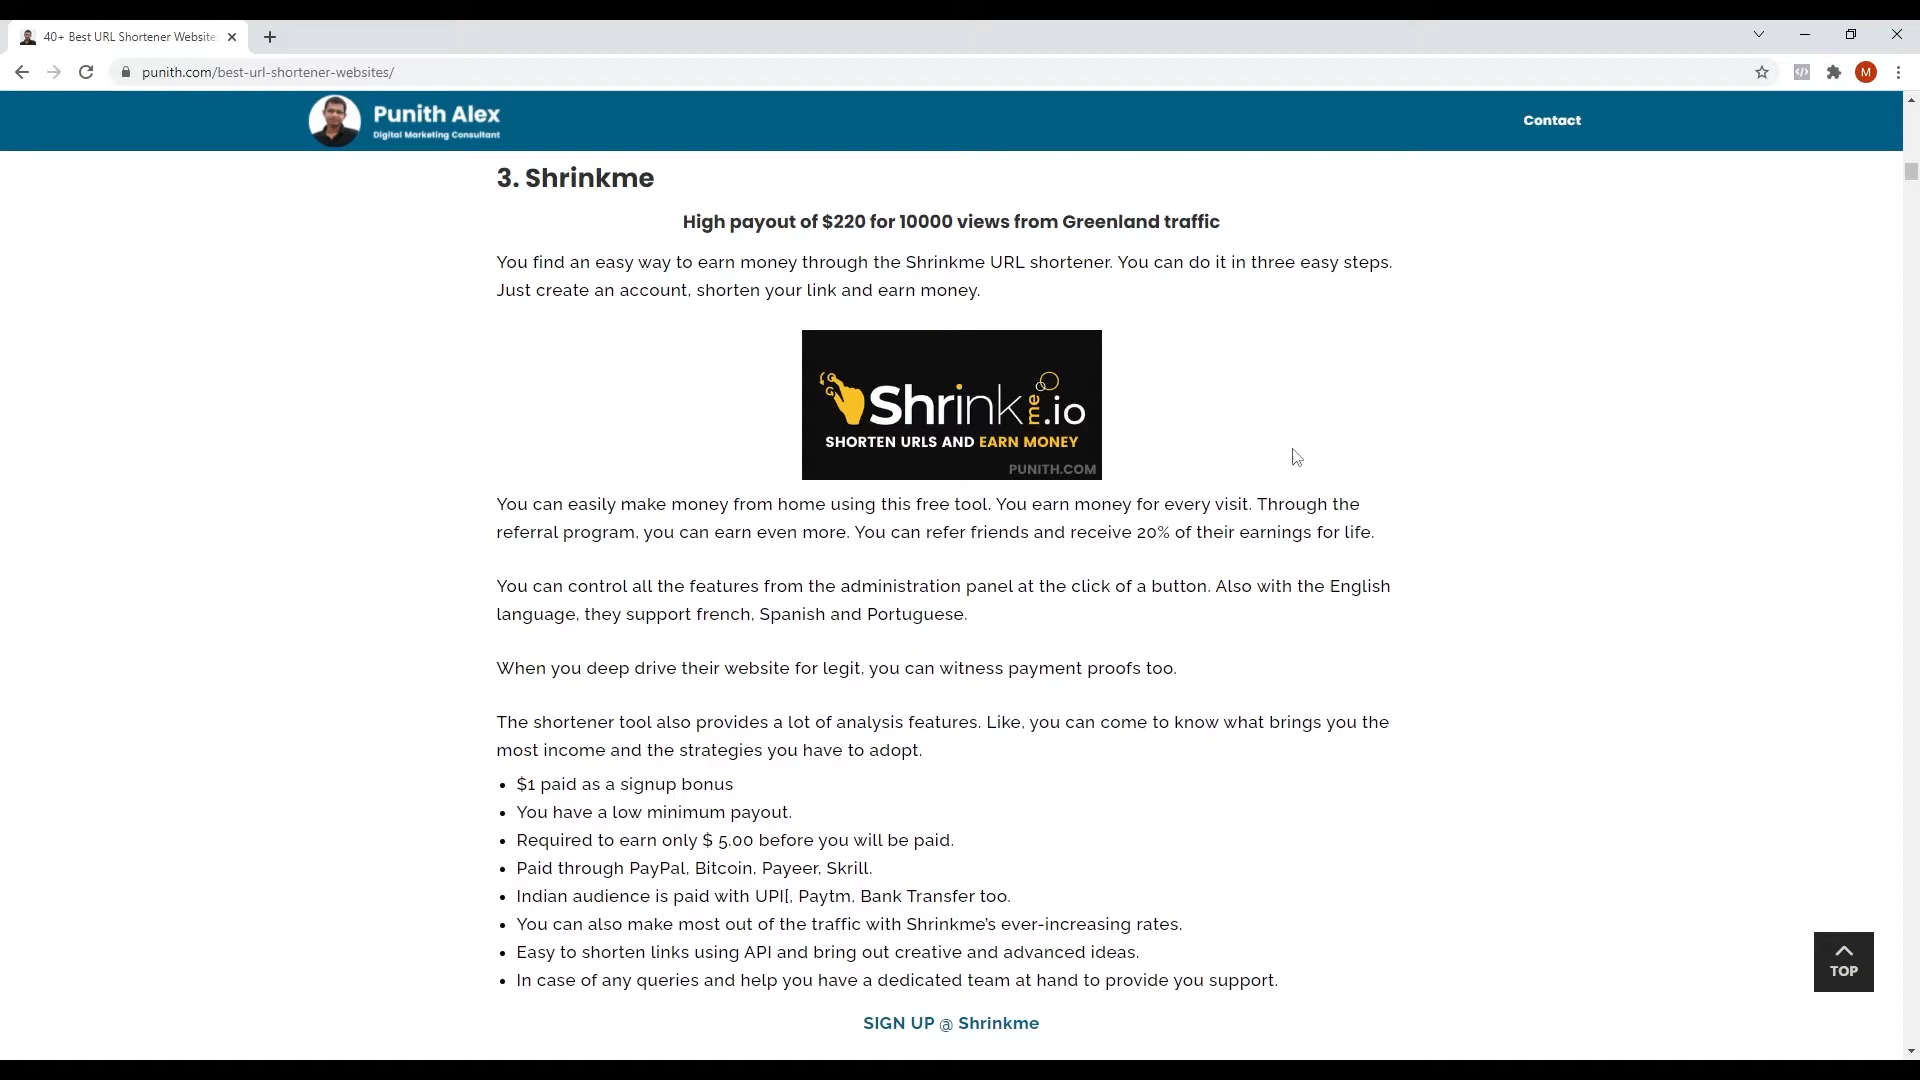 40+ Best URL Shortener Website
punith.com/best-url-shortener-websites/
M
Punith Alex
Digital Marketing Consultant
Contact
3. Shrinkme
High payout of $220 for 10000 views from Greenland traffic
You find an easy way to earn money through the Shrinkme URL shortener. You can do it in three easy steps.
Just create an account, shorten your link and earn money.
Shrinkme.io
SHORTEN URLS AND EARN MONEY
PUNITH.COM
You can easily make money from home using this free tool. You earn money for every visit. Through the
referral program, you can earn even more. You can refer friends and receive 20% of their earnings for life.
You can control all the features from the administration panel at the click of a button. Also with the English
language, they support french, Spanish and Portuguese.
When you deep drive their website for legit, you can witness payment proofs too.
The shortener tool also provides a lot of analysis features. Like, you can come to know what brings you the
most income and the strategies you have to adopt.
• $1 paid as a signup bonus
• You have a low minimum payout.
• Required to earn only $ 5.00 before you will be paid.
• Paid through PayPal, Bitcoin, Payeer, Skrill.
• Indian audience is paid with UPI[, Paytm, Bank Transfer too.
• You can also make most out of the traffic with Shrinkme's ever-increasing rates.
• Easy to shorten links using API and bring out creative and advanced ideas.
• In case of any queries and help you have a dedicated team at hand to provide you support.
TOP
SIGN UP @ Shrinkme